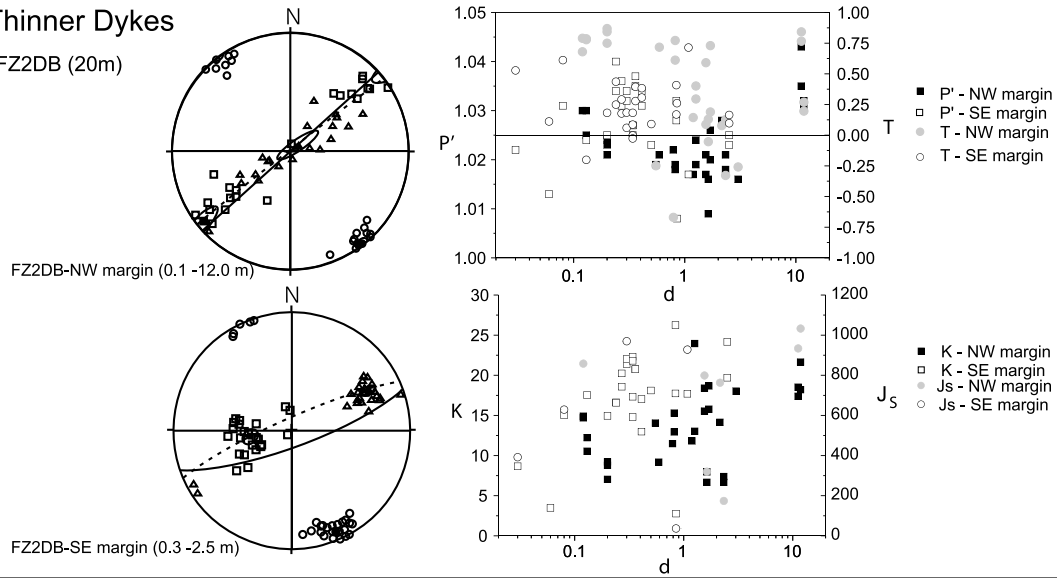 Thinner Dykes
FZ2DB (20m)
N
FZ2DB-NW margin (0.1 -12.0 m)
N
FZ2DB-SE margin (0.3 -2.5 m)
1.05
1.04
1.03
P'
1.02
1.01
1.00
0.1
1
10
d
1.00
0.75
0.50
0.25
0.00
-0.25
-0.50
-0.75
-1.00
T
P' - NW margin
P' - SE margin
T - NW margin
T - SE margin
30
25
20
15
K
10
5
0
0.1
1
10
d
1200
1000
800
600
400
200
0
Js
K - NW margin
K - SE margin
Js - NW margin
Js - SE margin